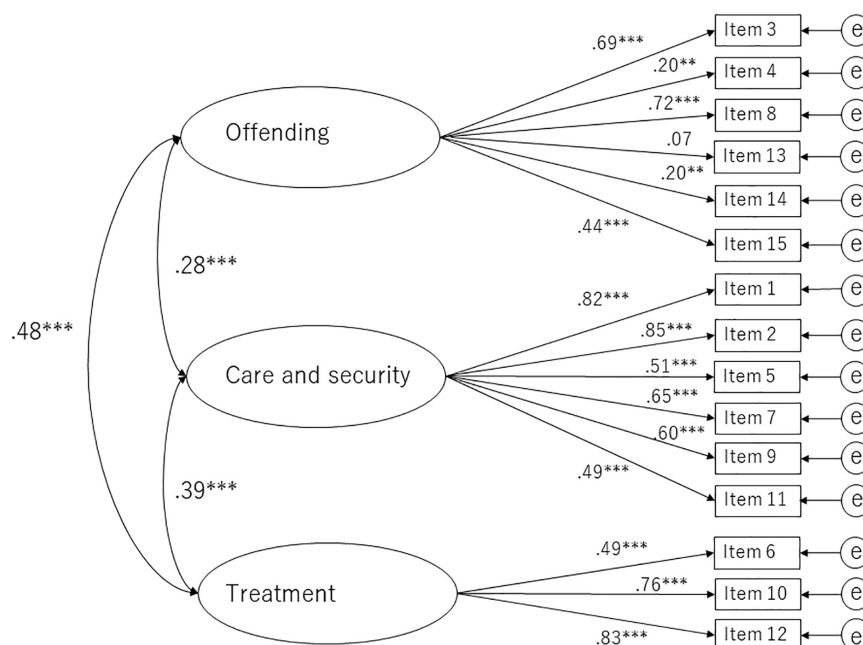 .69***
Item 3
e
.20**
Item 4
e
Offending
.72***
Item 8
e
.07
Item 13
e
.20**
Item 14
e
.44***
Item 15
e
.28***
.48***
.82***
Item 1
e
.85***
Item 2
e
Care and security
.51***
Item 5
e
.65***
Item 7
e
.60***
Item 9
e
.49***
Item 11
e
.39***
.49***
Item 6
e
Treatment
.76***
Item 10
e
.83***
Item 12
e